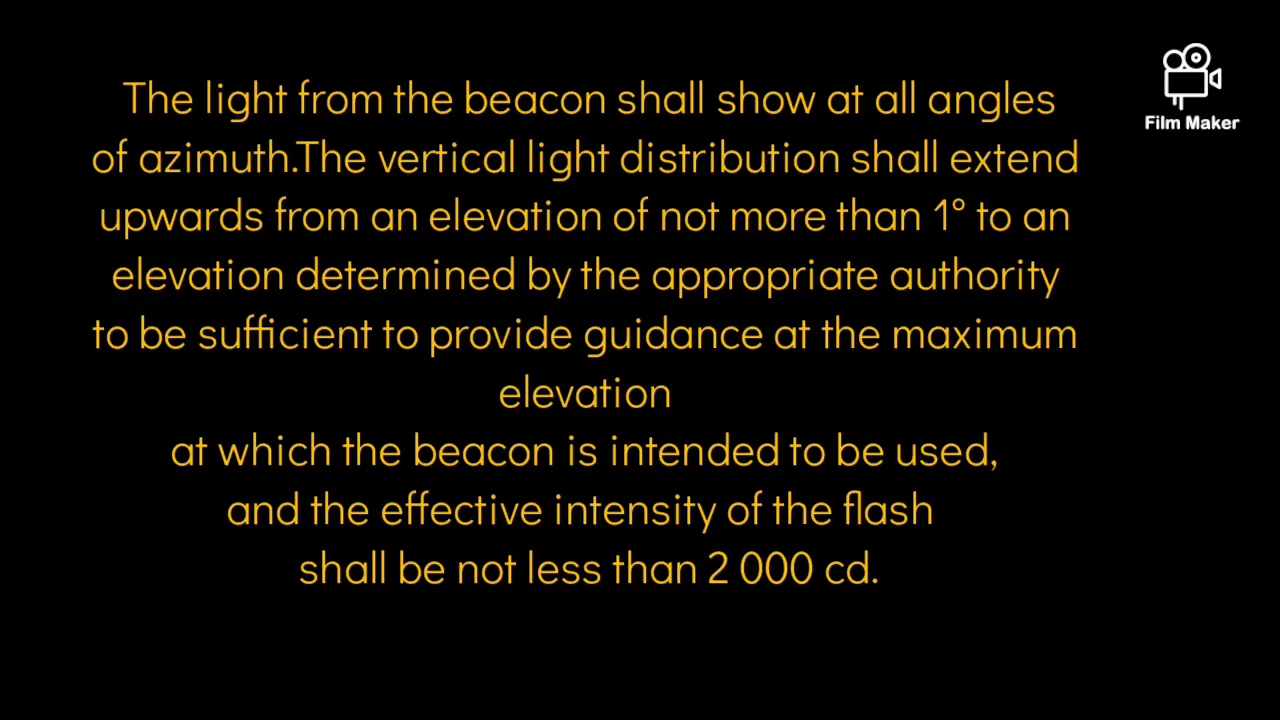 The light from the beacon shall show at all angles
of azimuth.The vertical light distribution shall extend
upwards from an elevation of not more than 1° to an
elevation determined by the appropriate authority
to be sufficient to provide guidance at the maximum
elevation
at which the beacon is intended to be used,
and the effective intensity of the flash
shall be not less than 2 000 cd.
Film Maker